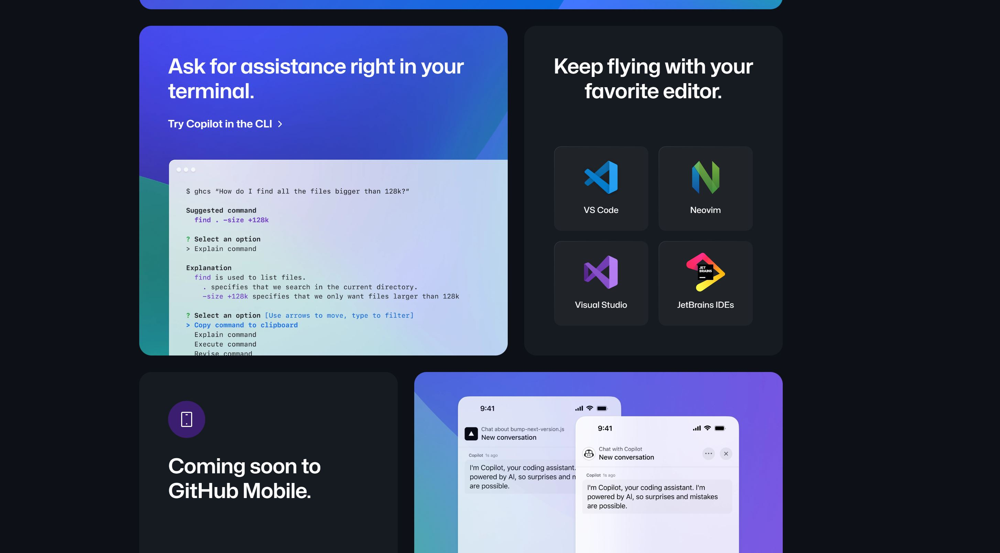 Ask for assistance right in your
terminal.
Try Copilot in the CLI
$ ghcs “How do I find all the files bigger than 128k?”
Suggested command
find . −size +128k
? Select an option
> Explain command
Explanation
find is used to list files.
. specifies that we search in the current directory.
−size +128k specifies that we only want files larger than 128k
? Select an option [Use arrows to move, type to filter]
> Copy command to clipboard
Explain command
Execute command
Revise command
Keep flying with your
favorite editor.
VS Code
Neovim
Visual Studio
JET
BRAINS
JetBrains IDEs
Coming soon to
GitHub Mobile.
9:41
Chat about bump-next-version.js
New conversation
Copilot 1s ago
I'm Copilot, your coding assistant.
powered by AI, so surprises and
are possible.
9:41
Chat with Copilot
New conversation
Copilot 1s ago
I'm Copilot, your coding assistant. I'm
powered by AI, so surprises and mistakes
are possible.